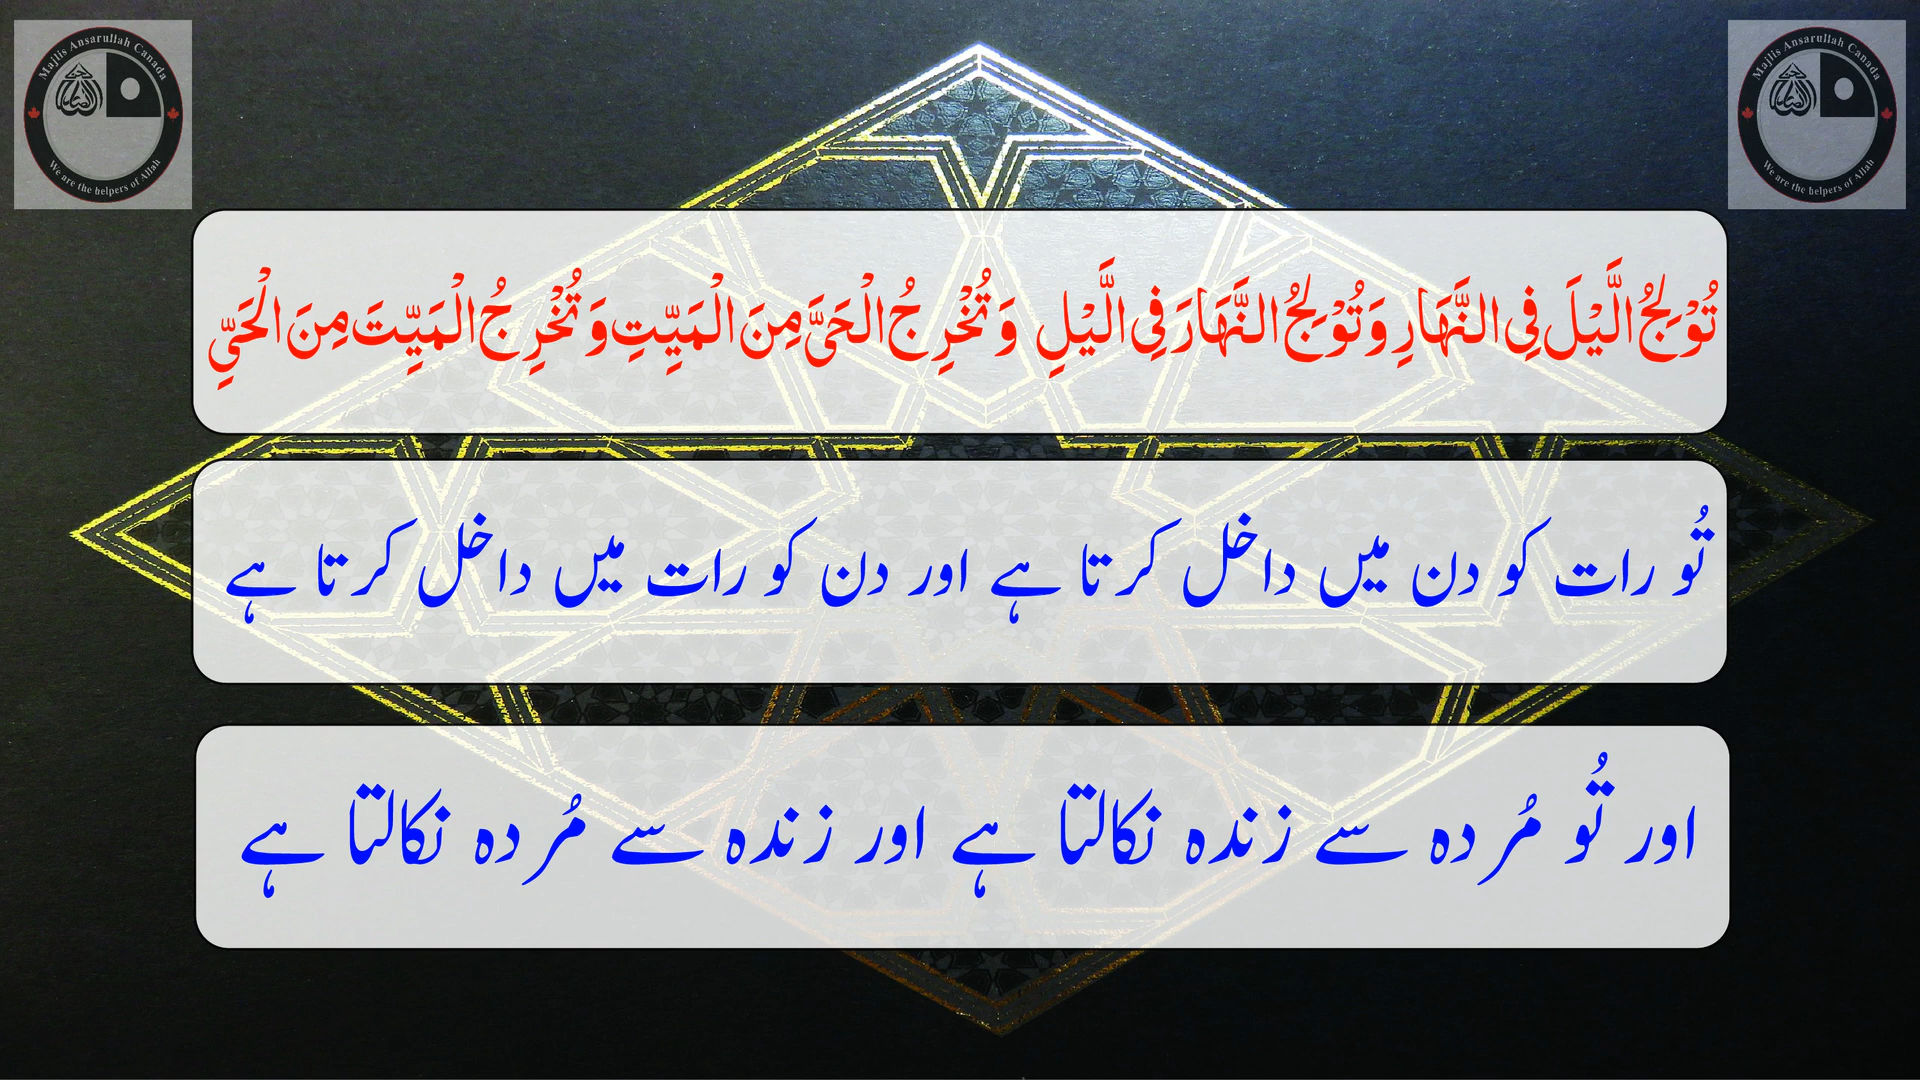 Majlis Ansarullah Canada
We are the helpers of Allah
Majlis Ansarullah Canada
We are the helpers of Allah
تُوْلِجُ الَّيْلَ فِى النَّهَارِ وَتُوْلِجُ النَّهَارَ فِى الَّيْلِ وَتُخْرِجُ الْحَىَّ مِنَ الْمَيِّتِ وَتُخْرِجُ الْمَيِّتَ مِنَ الْحَىِّ
تُو رات کو دن میں داخل کرتا ہے اور دن کو رات میں داخل کرتا ہے
اور تُو مُردہ سے زندہ نکالتا ہے اور زندہ سے مُردہ نکالتا ہے